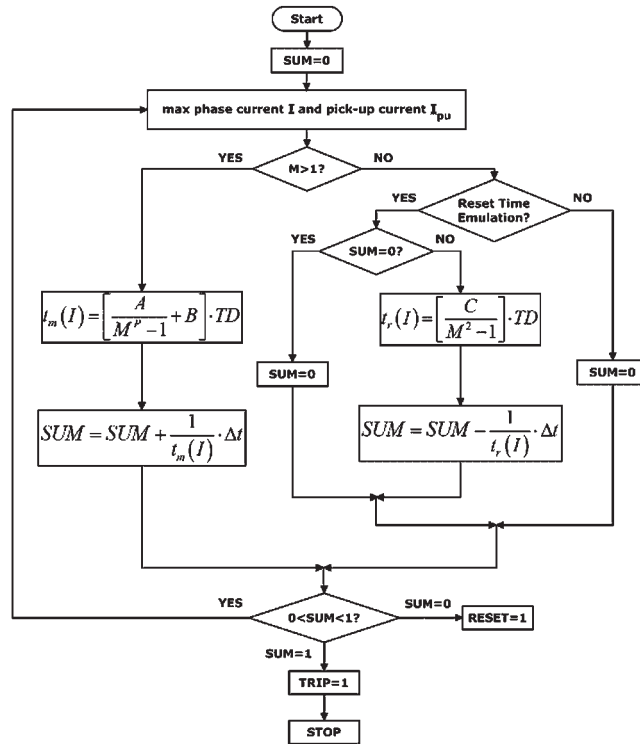 Start
SUM=0
max phase current I and pick-up current I_pu
M>1?
YES
NO
Reset Time
Emulation?
YES
NO
SUM=0?
YES
NO
t_m(I)=[A/(M^p-1)+B]·TD
t_r(I)=[C/(M^2-1)]·TD
SUM=0
SUM=0
SUM=SUM+1/t_m(I)·Δt
SUM=SUM-1/t_r(I)·Δt
0<SUM<1?
YES
SUM=0
RESET=1
SUM=1
TRIP=1
STOP